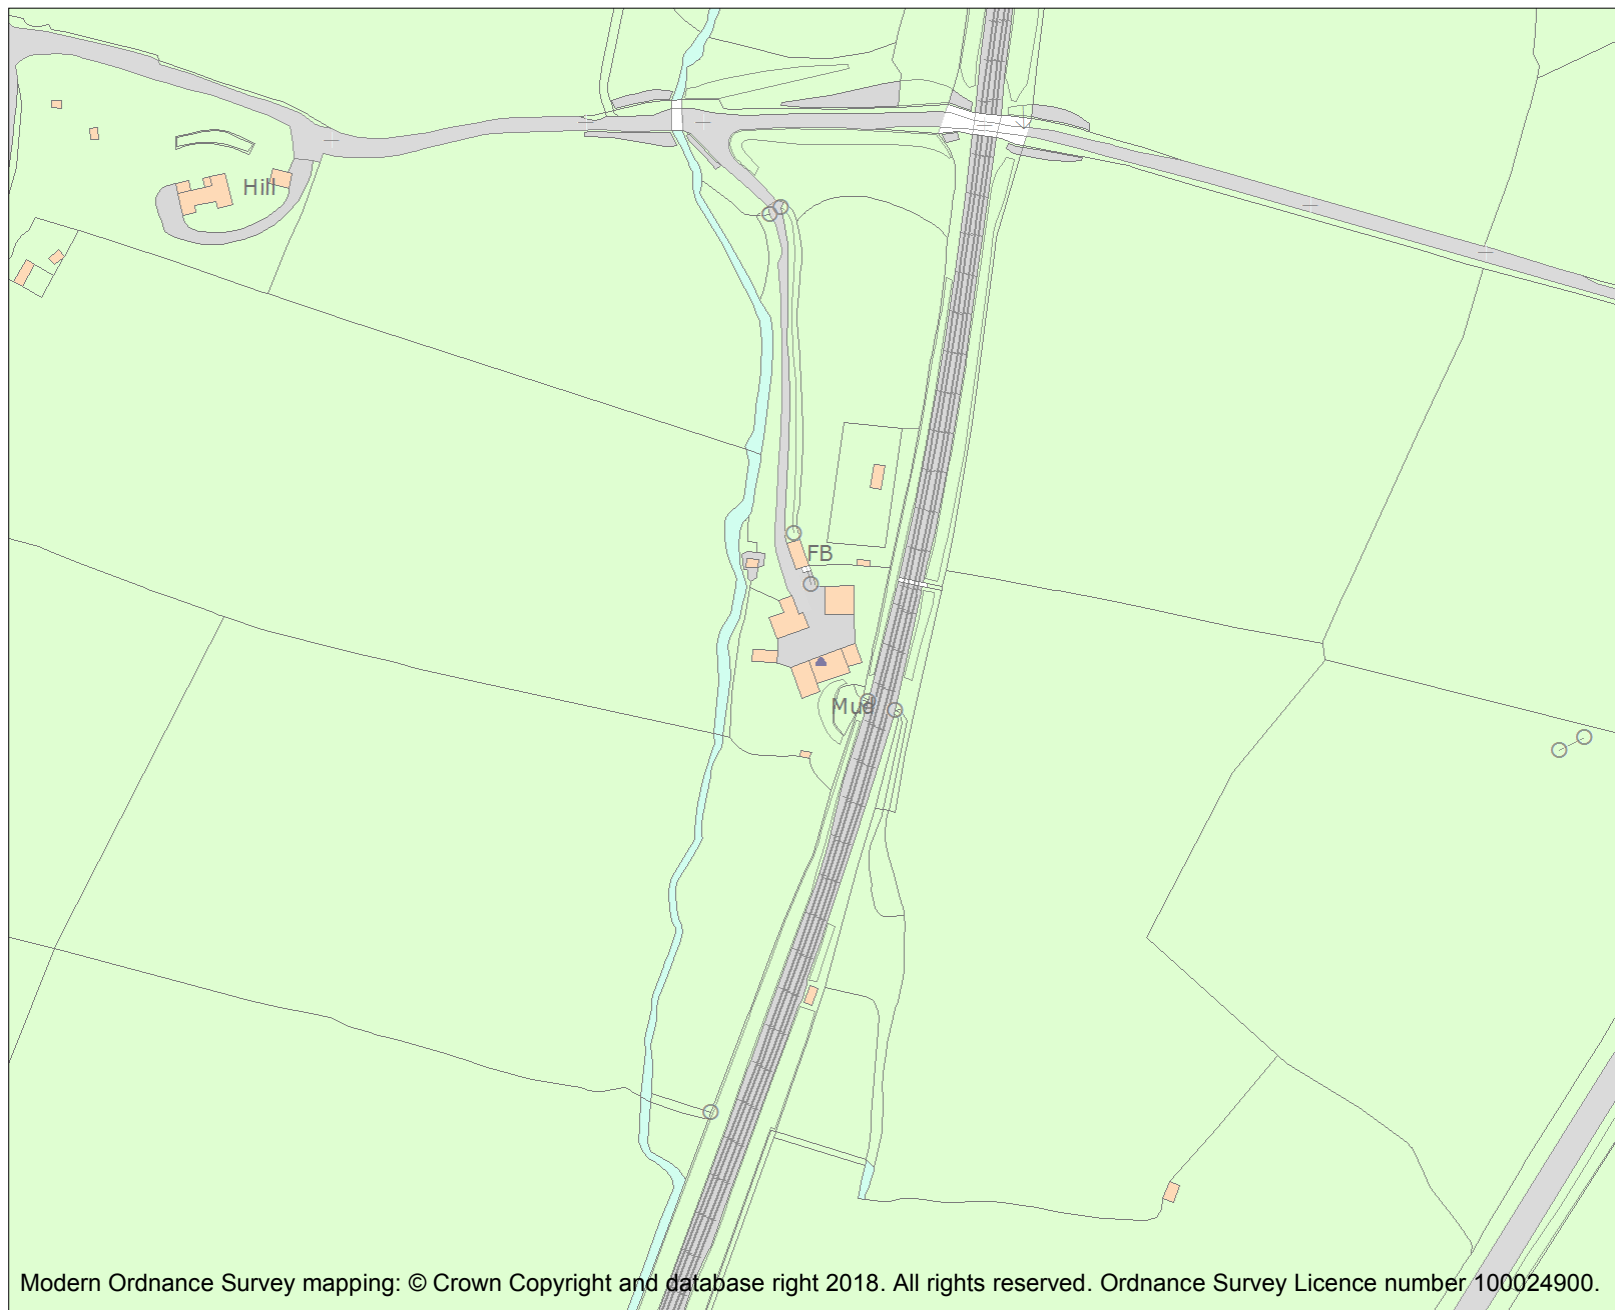 Hill
FB
Mud
Modern Ordnance Survey mapping: © Crown Copyright and database right 2018. All rights reserved. Ordnance Survey Licence number 100024900.